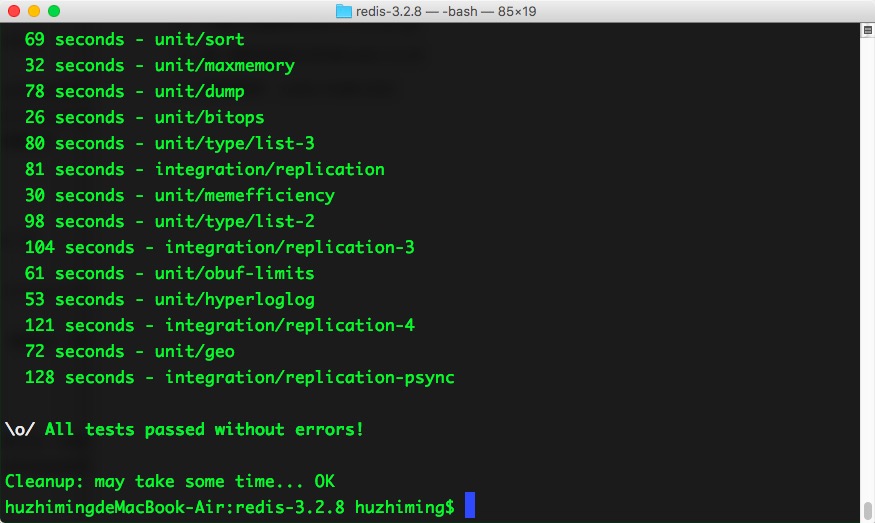 redis-3.2.8 — -bash — 85×19
69 seconds - unit/sort
32 seconds - unit/maxmemory
78 seconds - unit/dump
26 seconds - unit/bitops
80 seconds - unit/type/list-3
81 seconds - integration/replication
30 seconds - unit/memefficiency
98 seconds - unit/type/list-2
104 seconds - integration/replication-3
61 seconds - unit/obuf-limits
53 seconds - unit/hyperloglog
121 seconds - integration/replication-4
72 seconds - unit/geo
128 seconds - integration/replication-psync
\o/ All tests passed without errors!
Cleanup: may take some time... OK
huzhimingdeMacBook-Air:redis-3.2.8 huzhiming$